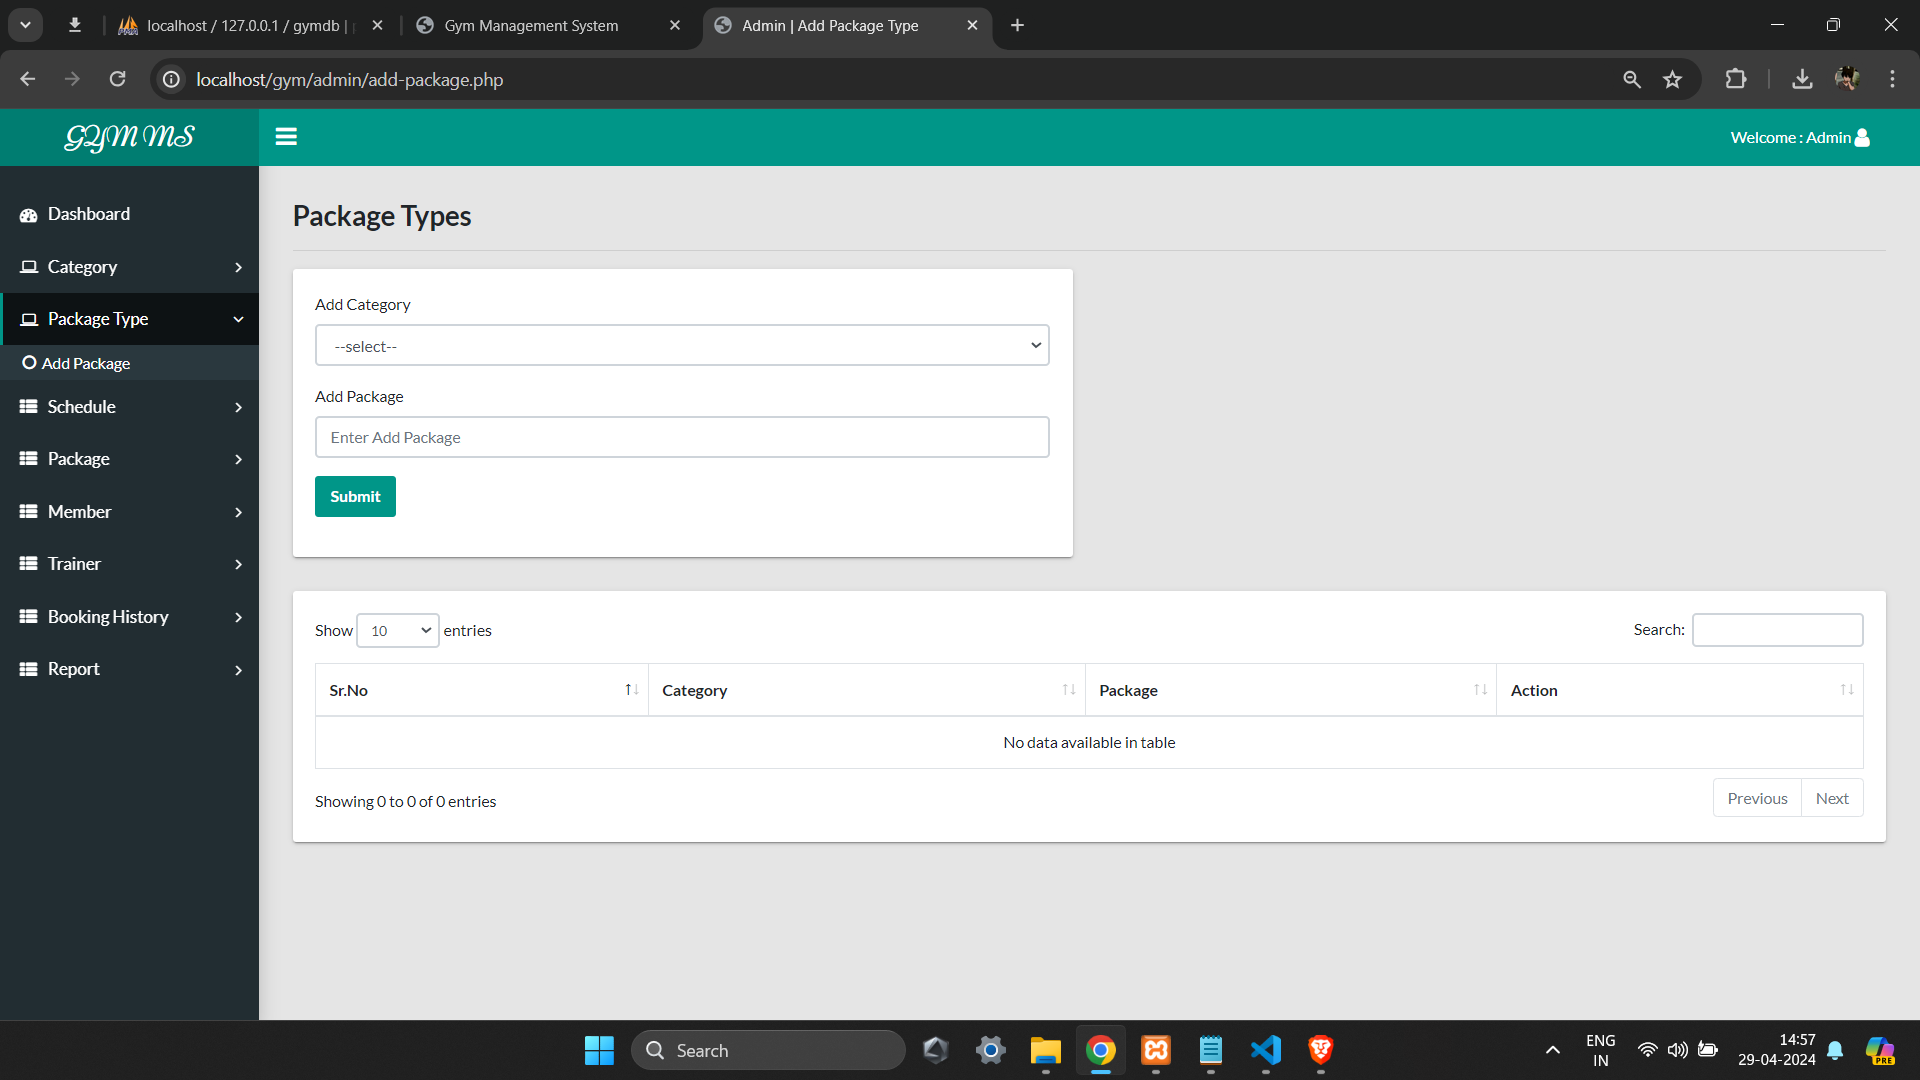 localhost / 127.0.0.1 / gymdb |
Gym Management System
Admin | Add Package Type
localhost/gym/admin/add-package.php
GYM MS
Welcome : Admin
Dashboard
Category
Package Type
Add Package
Schedule
Package
Member
Trainer
Booking History
Report
Package Types
Add Category
--select--
Add Package
Enter Add Package
Submit
Show 10 entries
Search:
Sr.No Category Package Action
No data available in table
Showing 0 to 0 of 0 entries
Previous Next
Search
ENG
IN
14:57
29-04-2024
PRE